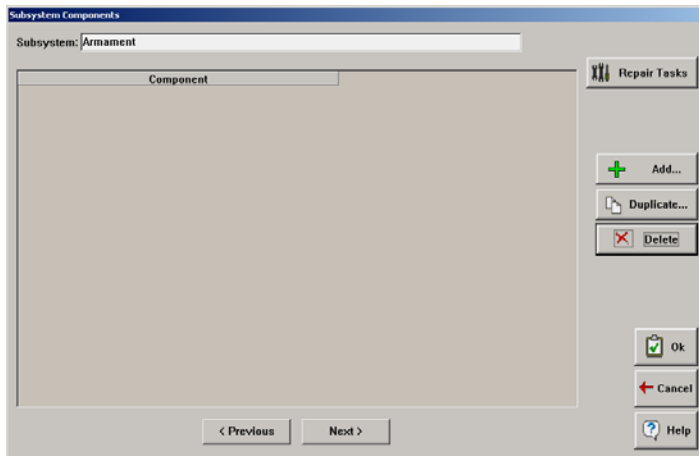 Subsystem Components
Subsystem: Armament
Component
Repair Tasks
Add...
Duplicate...
Delete
Ok
Cancel
Help
< Previous
Next >